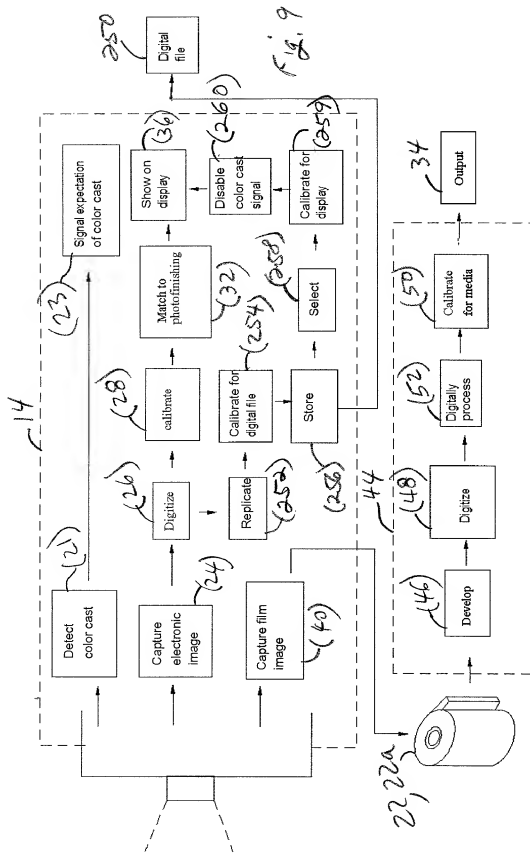 Fig. 9
14
250
Digital
file
(21)
Detect
color cast
(23)
Signal expectation
of color cast
(24)
Capture
electronic
image
(26)
Digitize
(28)
calibrate
Match to
photofinishing
(32)
Show on
display
(36)
Replicate
(252)
Calibrate for
digital file
(254)
Store
(256)
Select
(258)
Calibrate for
display
(259)
Disable
color cast
signal
(260)
Capture film
image
(40)
22, 22a
44
(46)
Develop
(48)
Digitize
(52)
Digitally
process
(50)
Calibrate
for media
34
Output